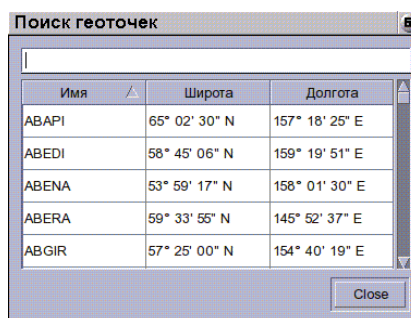 Поиск геоточек
Имя Широта Долгота
ABAPI 65° 02' 30" N 157° 18' 25" E
ABEDI 58° 45' 06" N 159° 19' 51" E
ABENA 53° 59' 17" N 158° 01' 30" E
ABERA 59° 33' 55" N 145° 52' 37" E
ABGIR 57° 25' 00" N 154° 40' 19" E
Close